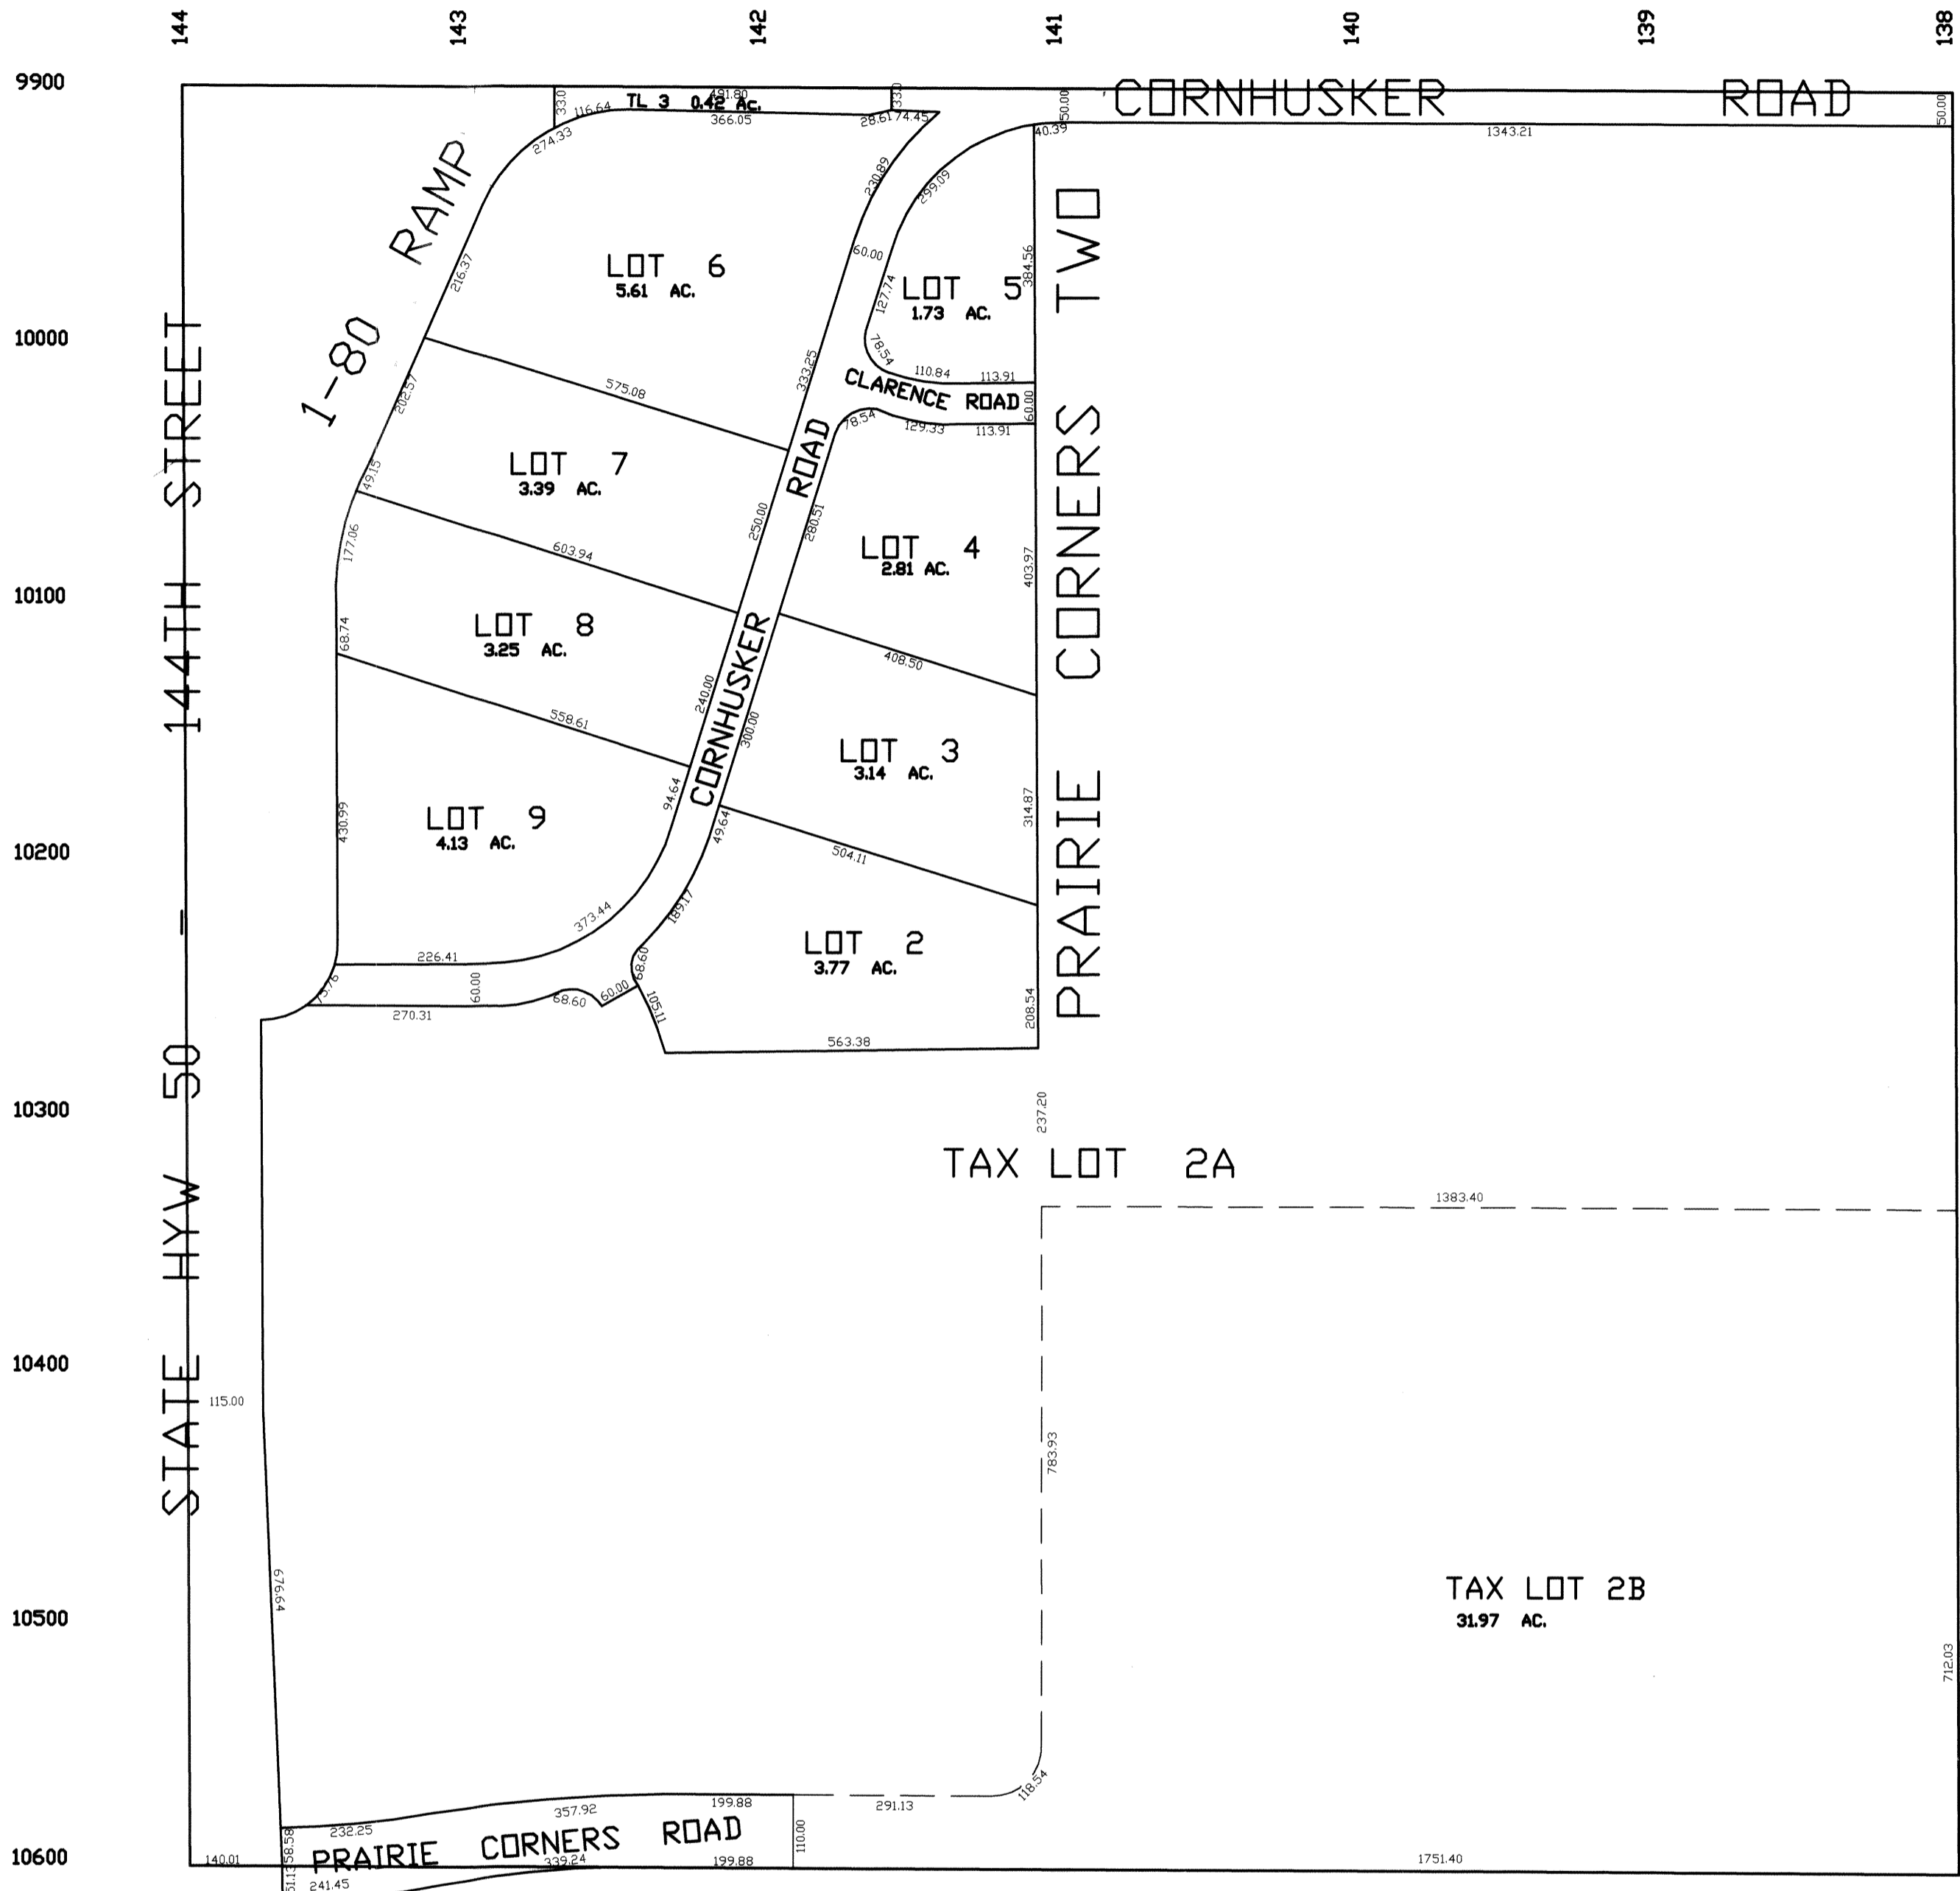 144 143 142 141 140 139 138
9900
10000
10100
10200
10300
10400
10500
10600
CORNHUSKER ROAD
50.00
50.00
1343.21
40.39
33.0
491.80
33.0
TL 3 0.42 Ac.
116.64
366.05
28.61
74.45
274.33
1-80 RAMP
216.37
230.89
299.09
60.00
LOT 6
5.61 AC.
LOT 5
1.73 AC.
384.56
127.74
78.54
110.84
113.91
CLARENCE ROAD
60.00
78.54
129.33
113.91
333.25
575.08
202.57
49.15
LOT 7
3.39 AC.
250.00
280.51
LOT 4
2.81 AC.
403.97
177.06
603.94
68.74
LOT 8
3.25 AC.
408.50
240.00
300.00
CORNHUSKER ROAD
558.61
LOT 3
3.14 AC.
314.87
94.64
49.64
430.99
LOT 9
4.13 AC.
504.11
373.44
189.17
LOT 2
3.77 AC.
226.41
68.60
60.00
68.60
60.00
75.76
270.31
105.11
208.54
563.38
PRAIRIE CORNERS TWO
STATE HYW 50 - 144TH STREET
237.20
TAX LOT 2A
1383.40
115.00
783.93
676.64
TAX LOT 2B
31.97 AC.
712.03
118.54
291.13
199.88
357.92
232.25
58.58
PRAIRIE CORNERS ROAD
110.00
140.01
51.13
339.24
199.88
1751.40
241.45